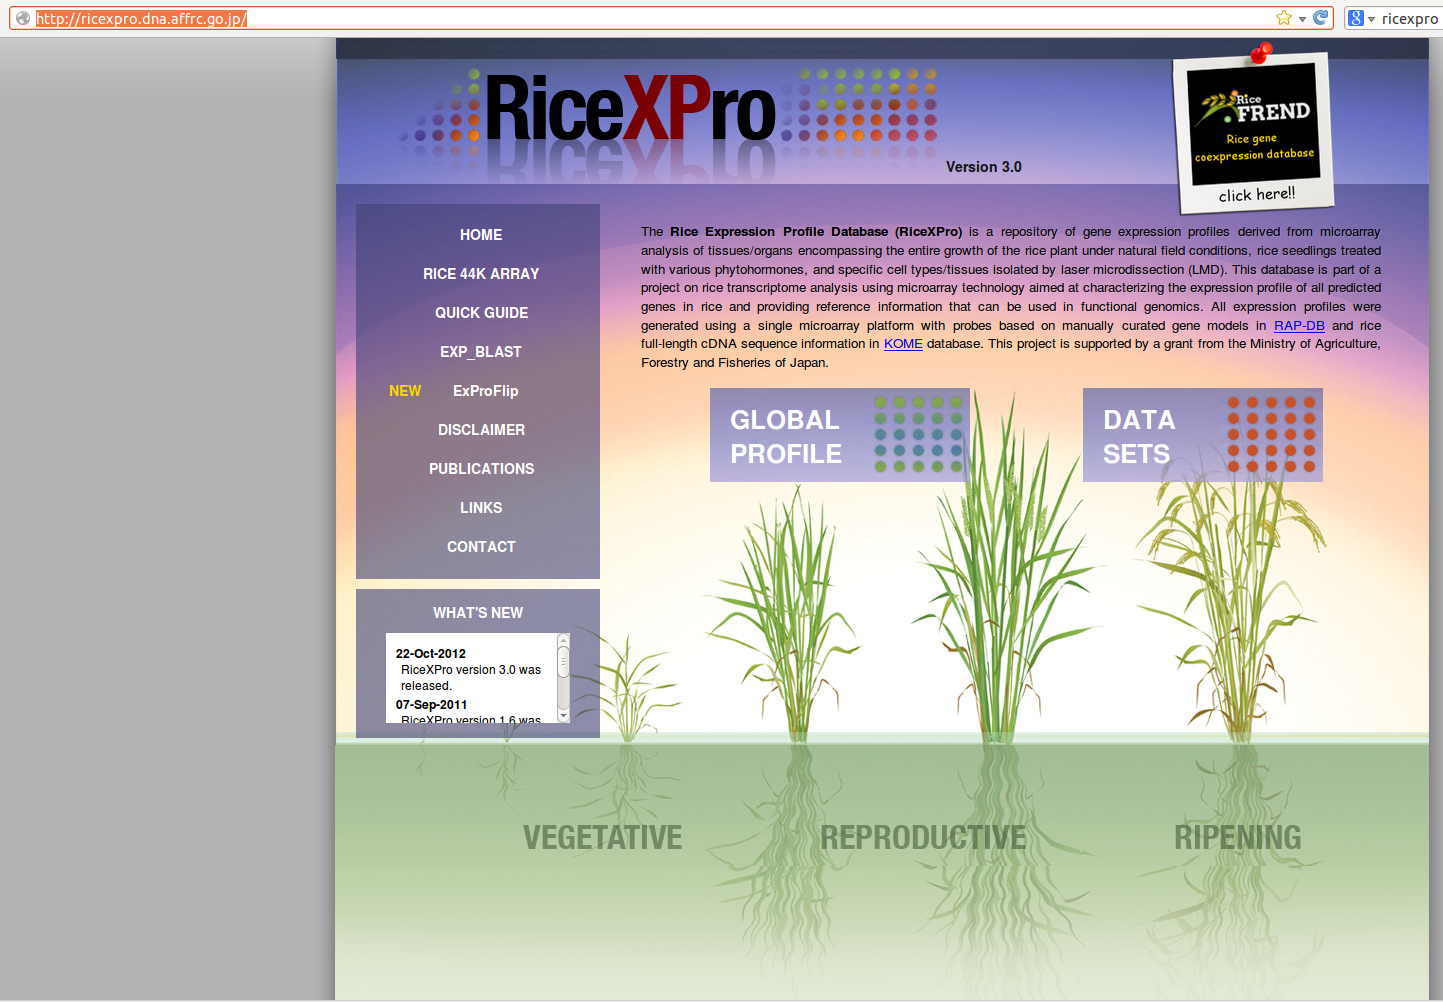 http://ricexpro.dna.affrc.go.jp/
ricexpro
RiceXPro
Version 3.0
Rice
FREND
Rice gene
coexpression database
click here!!
HOME
RICE 44K ARRAY
QUICK GUIDE
EXP_BLAST
NEW ExProFlip
DISCLAIMER
PUBLICATIONS
LINKS
CONTACT
WHAT'S NEW
22-Oct-2012
RiceXPro version 3.0 was
released.
07-Sep-2011
RiceXPro version 1.6 was
The Rice Expression Profile Database (RiceXPro) is a repository of gene expression profiles derived from microarray
analysis of tissues/organs encompassing the entire growth of the rice plant under natural field conditions, rice seedlings treated
with various phytohormones, and specific cell types/tissues isolated by laser microdissection (LMD). This database is part of a
project on rice transcriptome analysis using microarray technology aimed at characterizing the expression profile of all predicted
genes in rice and providing reference information that can be used in functional genomics. All expression profiles were
generated using a single microarray platform with probes based on manually curated gene models in RAP-DB and rice
full-length cDNA sequence information in KOME database. This project is supported by a grant from the Ministry of Agriculture,
Forestry and Fisheries of Japan.
GLOBAL
PROFILE
DATA
SETS
VEGETATIVE
REPRODUCTIVE
RIPENING